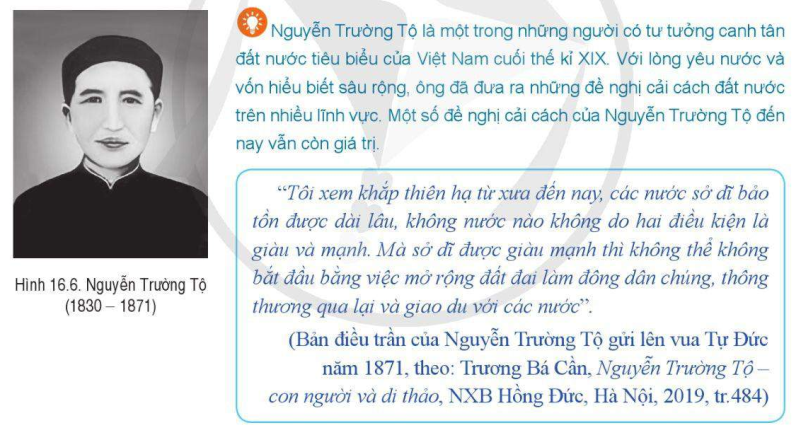 Nguyễn Trường Tộ là một trong những người có tư tưởng canh tân
đất nước tiêu biểu của Việt Nam cuối thế kỉ XIX. Với lòng yêu nước và
vốn hiểu biết sâu rộng, ông đã đưa ra những đề nghị cải cách đất nước
trên nhiều lĩnh vực. Một số đề nghị cải cách của Nguyễn Trường Tộ đến
nay vẫn còn giá trị.
“Tôi xem khắp thiên hạ từ xưa đến nay, các nước sở dĩ bảo
tồn được dài lâu, không nước nào không do hai điều kiện là
giàu và mạnh. Mà sở dĩ được giàu mạnh thì không thể không
bắt đầu bằng việc mở rộng đất đai làm đông dân chúng, thông
thương qua lại và giao du với các nước”.
(Bản điều trần của Nguyễn Trường Tộ gửi lên vua Tự Đức
năm 1871, theo: Trương Bá Cần, Nguyễn Trường Tộ –
con người và di thảo, NXB Hồng Đức, Hà Nội, 2019, tr.484)
Hình 16.6. Nguyễn Trường Tộ
(1830 – 1871)